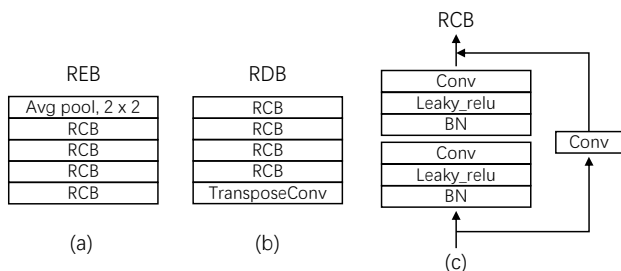 REB
Avg pool, 2 x 2
RCB
RCB
RCB
RCB
(a)
RDB
RCB
RCB
RCB
RCB
TransposeConv
(b)
RCB
Conv
Leaky_relu
BN
Conv
Leaky_relu
BN
Conv
(c)